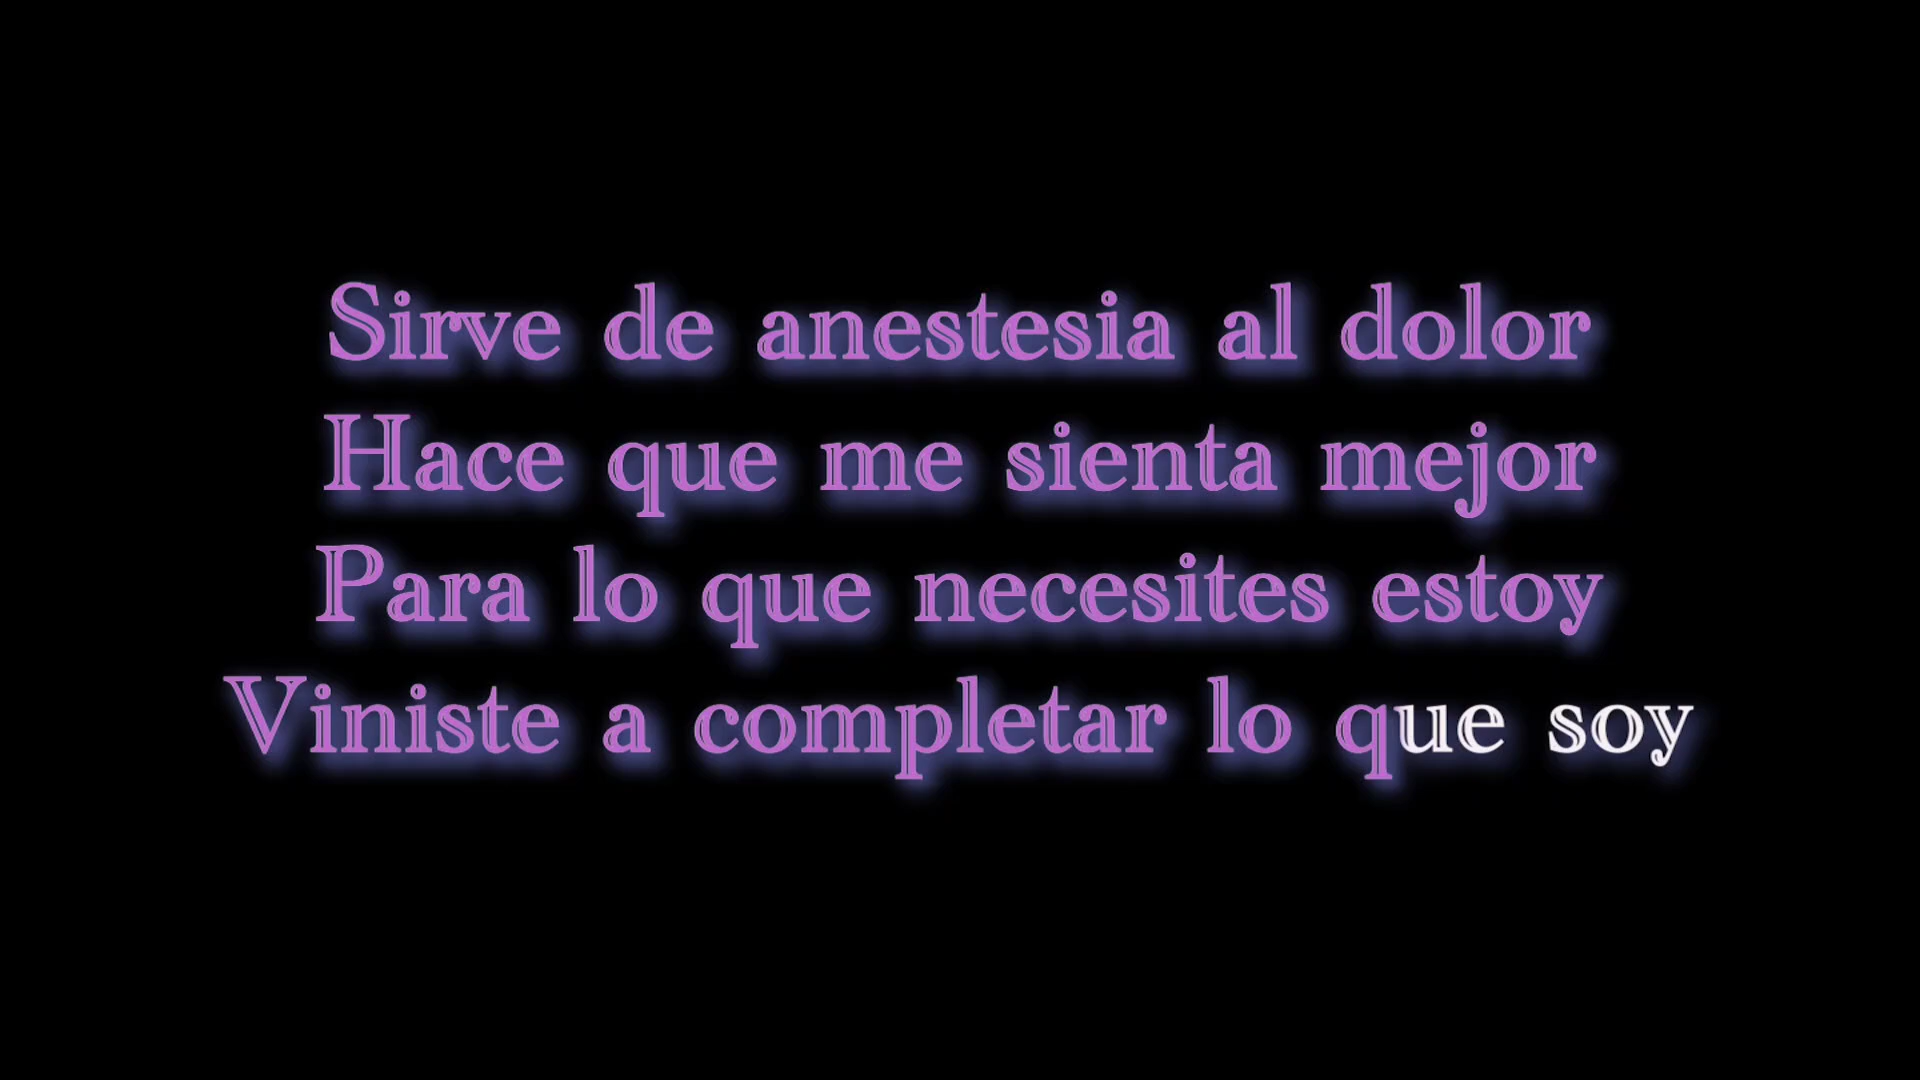 Sirve de anestesia al dolor
Hace que me sienta mejor
Para lo que necesites estoy
Viniste a completar lo que soy